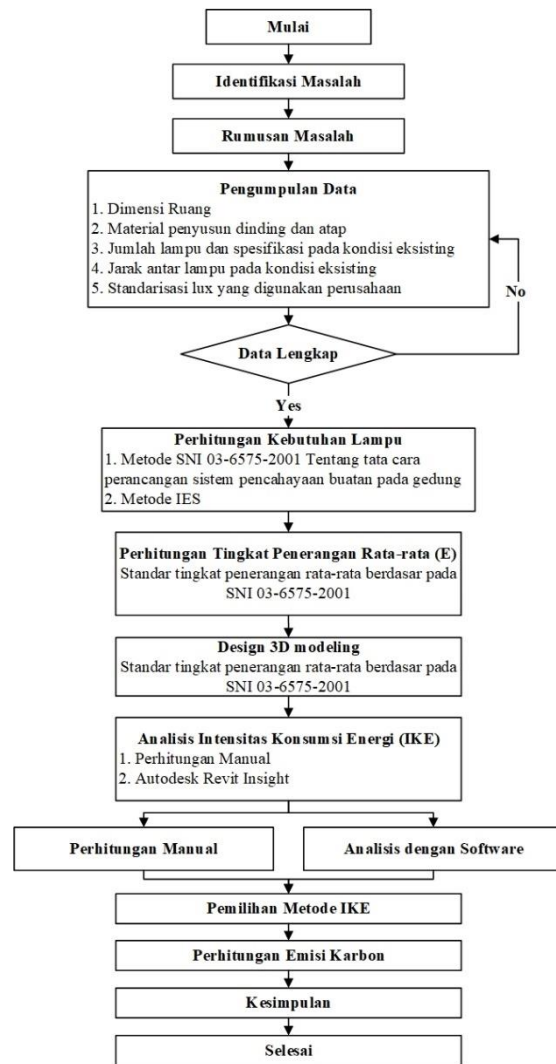 Mulai
Identifikasi Masalah
Rumusan Masalah
Pengumpulan Data
1. Dimensi Ruang
2. Material penyusun dinding dan atap
3. Jumlah lampu dan spesifikasi pada kondisi eksisting
4. Jarak antar lampu pada kondisi eksisting
5. Standarisasi lux yang digunakan perusahaan
No
Data Lengkap
Yes
Perhitungan Kebutuhan Lampu
1. Metode SNI 03-6575-2001 Tentang tata cara
perancangan sistem pencahayaan buatan pada gedung
2. Metode IES
Perhitungan Tingkat Penerangan Rata-rata (E)
Standar tingkat penerangan rata-rata berdasar pada
SNI 03-6575-2001
Design 3D modeling
Standar tingkat penerangan rata-rata berdasar pada
SNI 03-6575-2001
Analisis Intensitas Konsumsi Energi (IKE)
1. Perhitungan Manual
2. Autodesk Revit Insight
Perhitungan Manual
Analisis dengan Software
Pemilihan Metode IKE
Perhitungan Emisi Karbon
Kesimpulan
Selesai